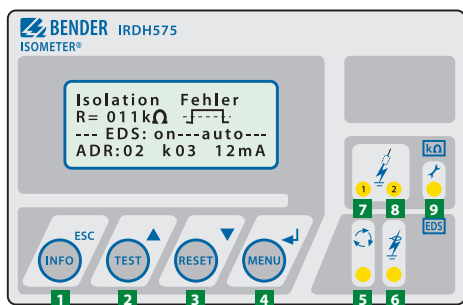 BENDER IRDH575
ISOMETER®
Isolation Fehler
R= 011kΩ
--- EDS: on---auto---
ADR:02 k03 12mA
kΩ
1 2
7 8 9
EDS
ESC
INFO TEST RESET MENU
1 2 3 4 5 6